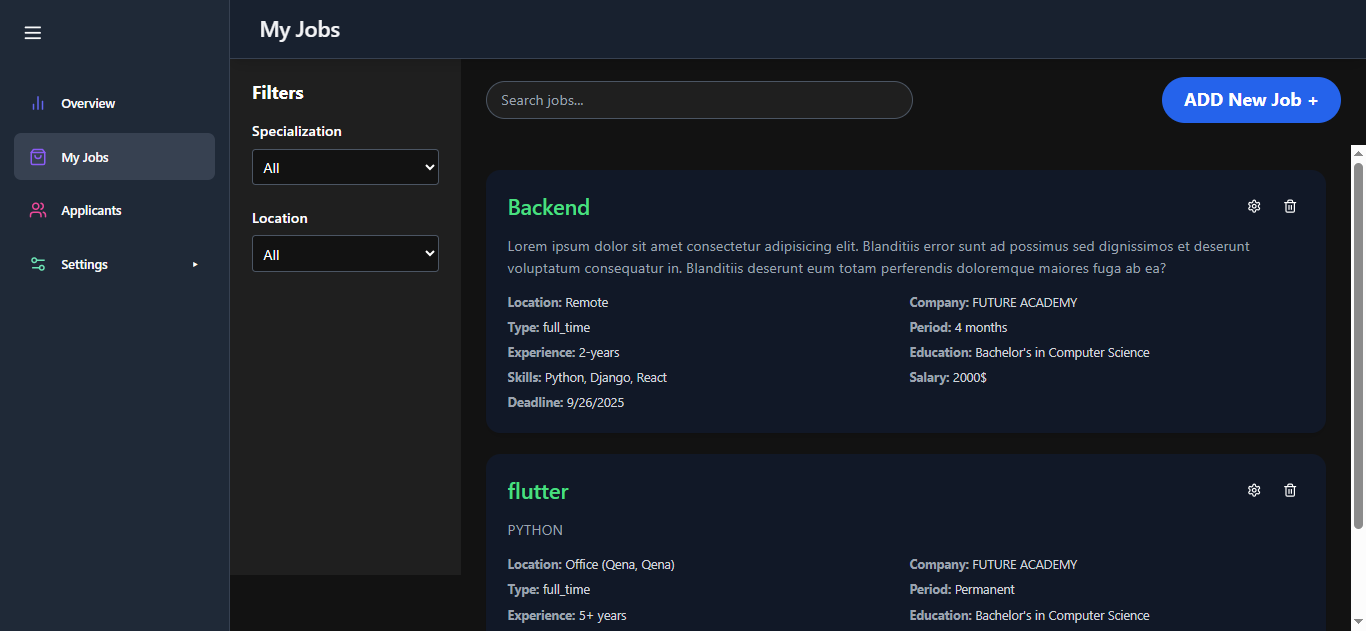 My Jobs
Overview
My Jobs
Applicants
Settings
Filters
Specialization
All
Location
All
Search jobs...
ADD New Job +
Backend
Lorem ipsum dolor sit amet consectetur adipisicing elit. Blanditiis error sunt ad possimus sed dignissimos et deserunt
voluptatum consequatur in. Blanditiis deserunt eum totam perferendis doloremque maiores fuga ab ea?
Location: Remote
Company: FUTURE ACADEMY
Type: full_time
Period: 4 months
Experience: 2-years
Education: Bachelor's in Computer Science
Skills: Python, Django, React
Salary: 2000$
Deadline: 9/26/2025
flutter
PYTHON
Location: Office (Qena, Qena)
Company: FUTURE ACADEMY
Type: full_time
Period: Permanent
Experience: 5+ years
Education: Bachelor's in Computer Science